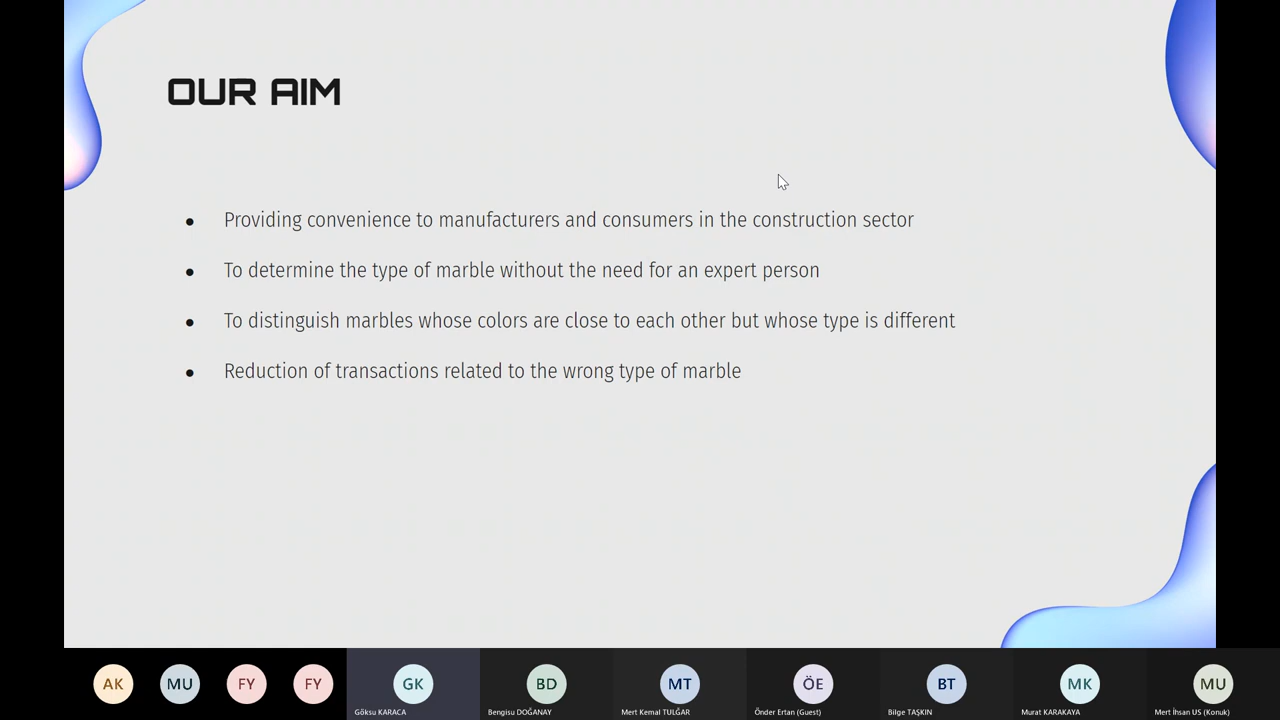 OUR AIM
● Providing convenience to manufacturers and consumers in the construction sector
● To determine the type of marble without the need for an expert person
● To distinguish marbles whose colors are close to each other but whose type is different
● Reduction of transactions related to the wrong type of marble
AK MU FY FY GK BD MT ÖE BT MK MU
Göksu KARACA Bengisu DOĞANAY Mert Kemal TULĞAR Önder Ertan (Guest) Bilge TAŞKIN Murat KARAKAYA Mert İhsan US (Konuk)